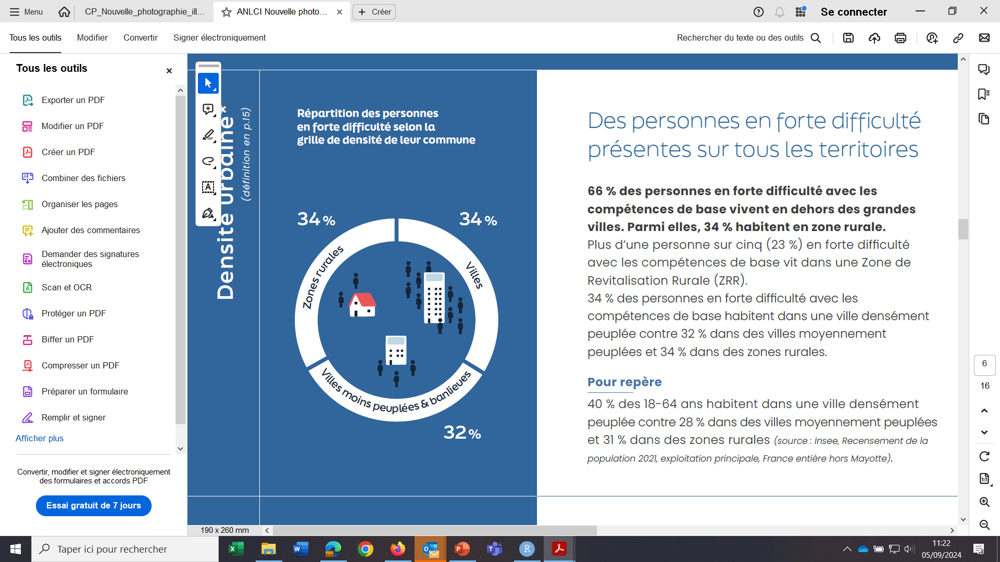 Menu
CP_Nouvelle_photographie_ill...
ANLCI Nouvelle photo...
Créer
Se connecter
Tous les outils
Modifier
Convertir
Signer électroniquement
Rechercher du texte ou des outils
Tous les outils
Exporter un PDF
Modifier un PDF
Créer un PDF
Combiner des fichiers
Organiser les pages
Ajouter des commentaires
Demander des signatures
électroniques
Scan et OCR
Protéger un PDF
Biffer un PDF
Compresser un PDF
Préparer un formulaire
Remplir et signer
Afficher plus
Convertir, modifier et signer électroniquement
des formulaires et accords PDF
Essai gratuit de 7 jours
Densité urbaine*
(définition en p.15)
Répartition des personnes
en forte difficulté selon la
grille de densité de leur commune
34 %
34 %
Zones rurales
Villes
Villes moins peuplées & banlieues
32 %
Des personnes en forte difficulté
présentes sur tous les territoires
66 % des personnes en forte difficulté avec les
compétences de base vivent en dehors des grandes
villes. Parmi elles, 34 % habitent en zone rurale.
Plus d’une personne sur cinq (23 %) en forte difficulté
avec les compétences de base vit dans une Zone de
Revitalisation Rurale (ZRR).
34 % des personnes en forte difficulté avec les
compétences de base habitent dans une ville densément
peuplée contre 32 % dans des villes moyennement
peuplées et 34 % dans des zones rurales.
Pour repère
40 % des 18-64 ans habitent dans une ville densément
peuplée contre 28 % dans des villes moyennement peuplées
et 31 % dans des zones rurales (source : Insee, Recensement de la
population 2021, exploitation principale, France entière hors Mayotte).
6
16
190 x 260 mm
Taper ici pour rechercher
11:22
05/09/2024